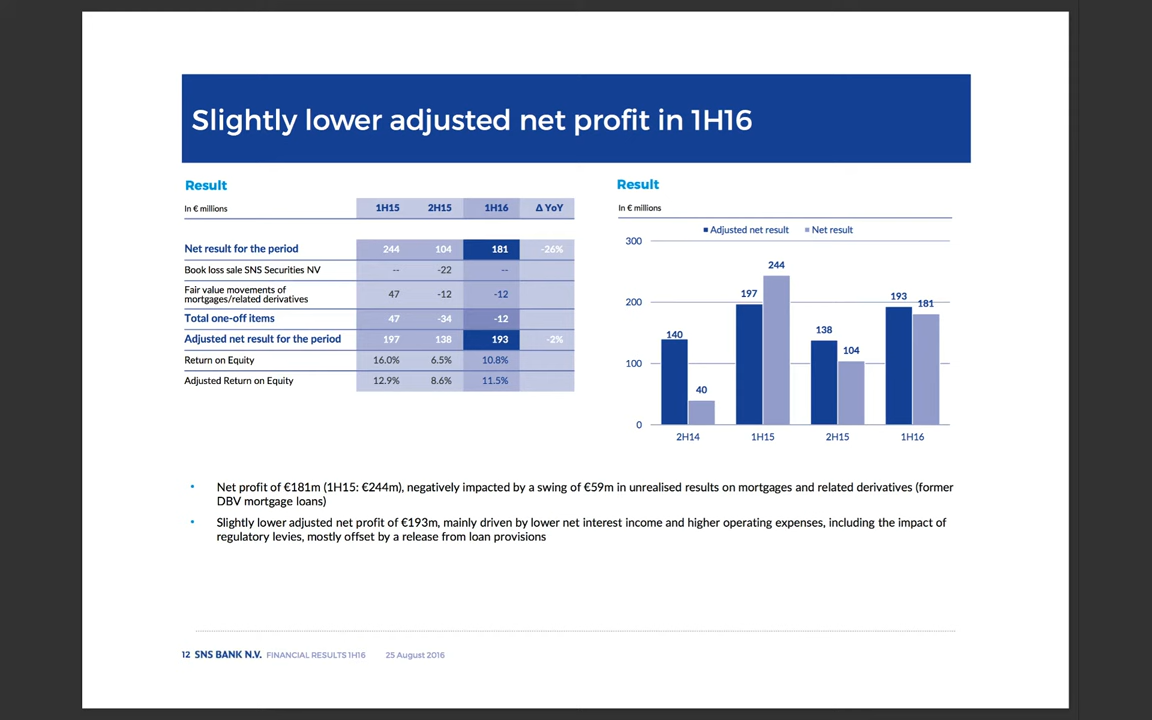 Slightly lower adjusted net profit in 1H16
Result
In € millions 1H15 2H15 1H16 Δ YoY
Net result for the period 244 104 181 -26%
Book loss sale SNS Securities NV -- -22 --
Fair value movements of
mortgages/related derivatives 47 -12 -12
Total one-off items 47 -34 -12
Adjusted net result for the period 197 138 193 -2%
Return on Equity 16.0% 6.5% 10.8%
Adjusted Return on Equity 12.9% 8.6% 11.5%
Result
In € millions
Adjusted net result Net result
300
200
100
0
140 40
197 244
138 104
193 181
2H14 1H15 2H15 1H16
• Net profit of €181m (1H15: €244m), negatively impacted by a swing of €59m in unrealised results on mortgages and related derivatives (former
DBV mortgage loans)
• Slightly lower adjusted net profit of €193m, mainly driven by lower net interest income and higher operating expenses, including the impact of
regulatory levies, mostly offset by a release from loan provisions
12 SNS BANK N.V. FINANCIAL RESULTS 1H16 25 August 2016